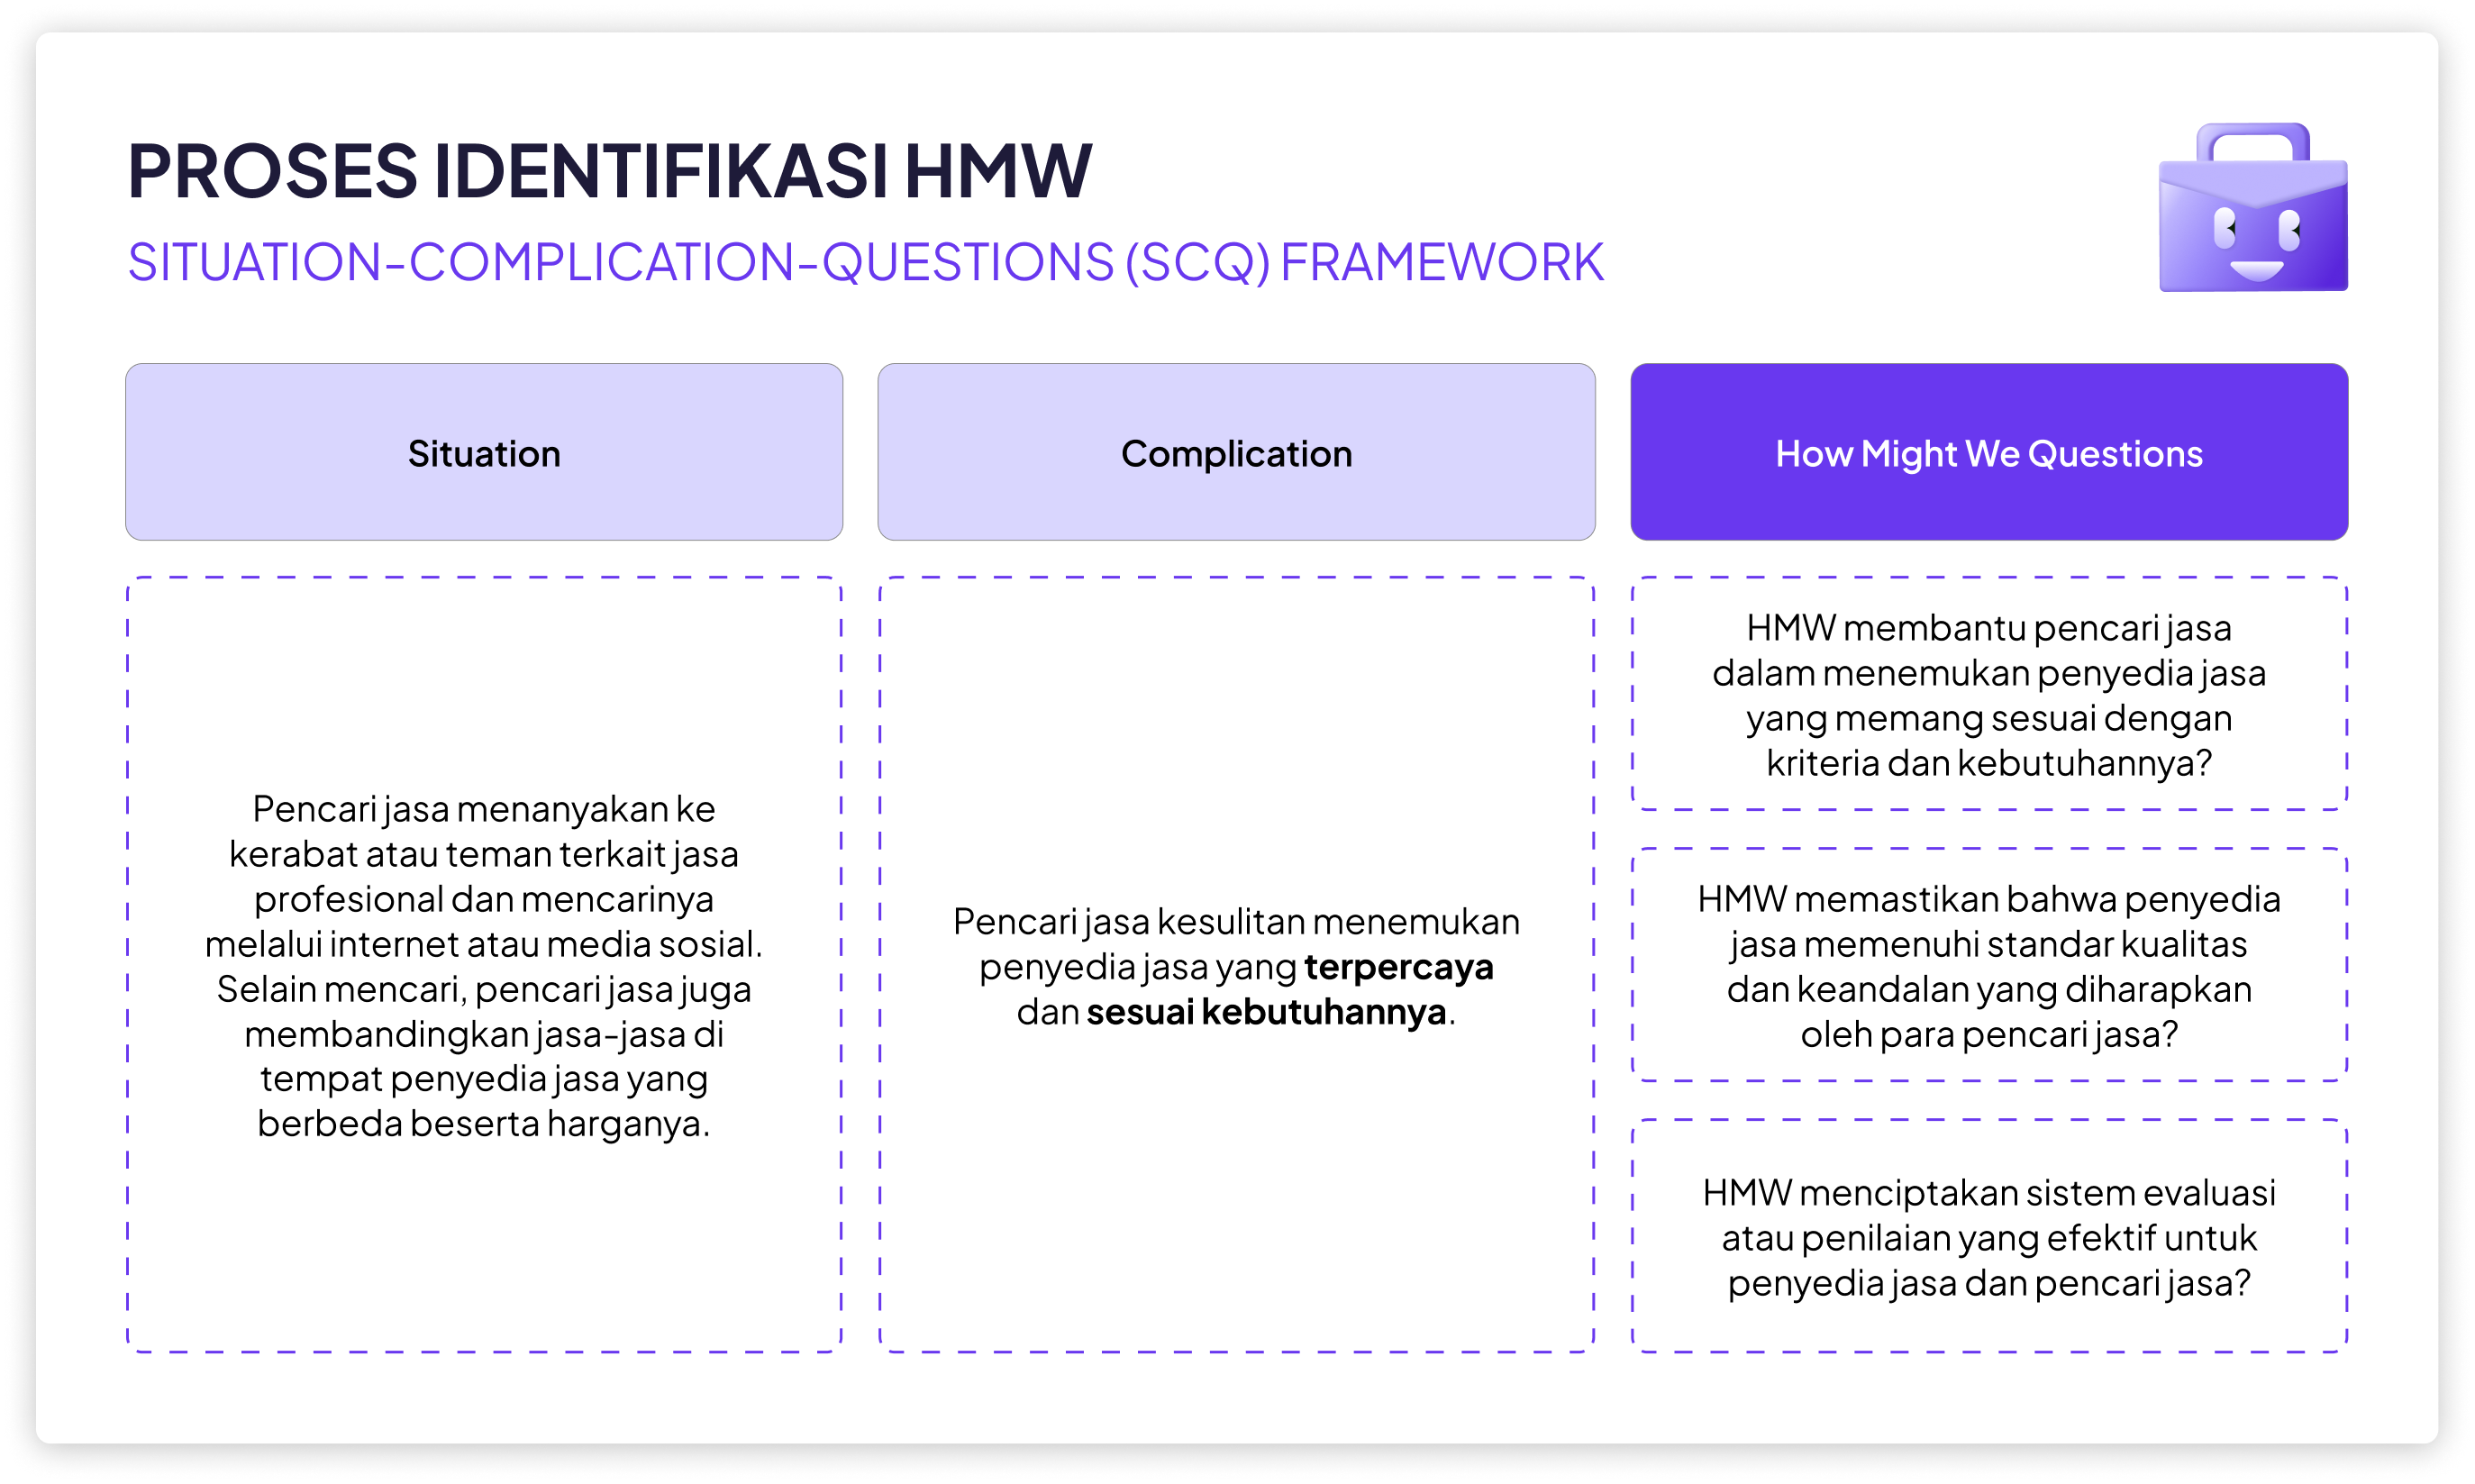 PROSES IDENTIFIKASI HMW
SITUATION-COMPLICATION-QUESTIONS (SCQ) FRAMEWORK
Situation
Complication
How Might We Questions
Pencari jasa menanyakan ke
kerabat atau teman terkait jasa
profesional dan mencarinya
melalui internet atau media sosial.
Selain mencari, pencari jasa juga
membandingkan jasa-jasa di
tempat penyedia jasa yang
berbeda beserta harganya.
Pencari jasa kesulitan menemukan
penyedia jasa yang terpercaya
dan sesuai kebutuhannya.
HMW membantu pencari jasa
dalam menemukan penyedia jasa
yang memang sesuai dengan
kriteria dan kebutuhannya?
HMW memastikan bahwa penyedia
jasa memenuhi standar kualitas
dan keandalan yang diharapkan
oleh para pencari jasa?
HMW menciptakan sistem evaluasi
atau penilaian yang efektif untuk
penyedia jasa dan pencari jasa?